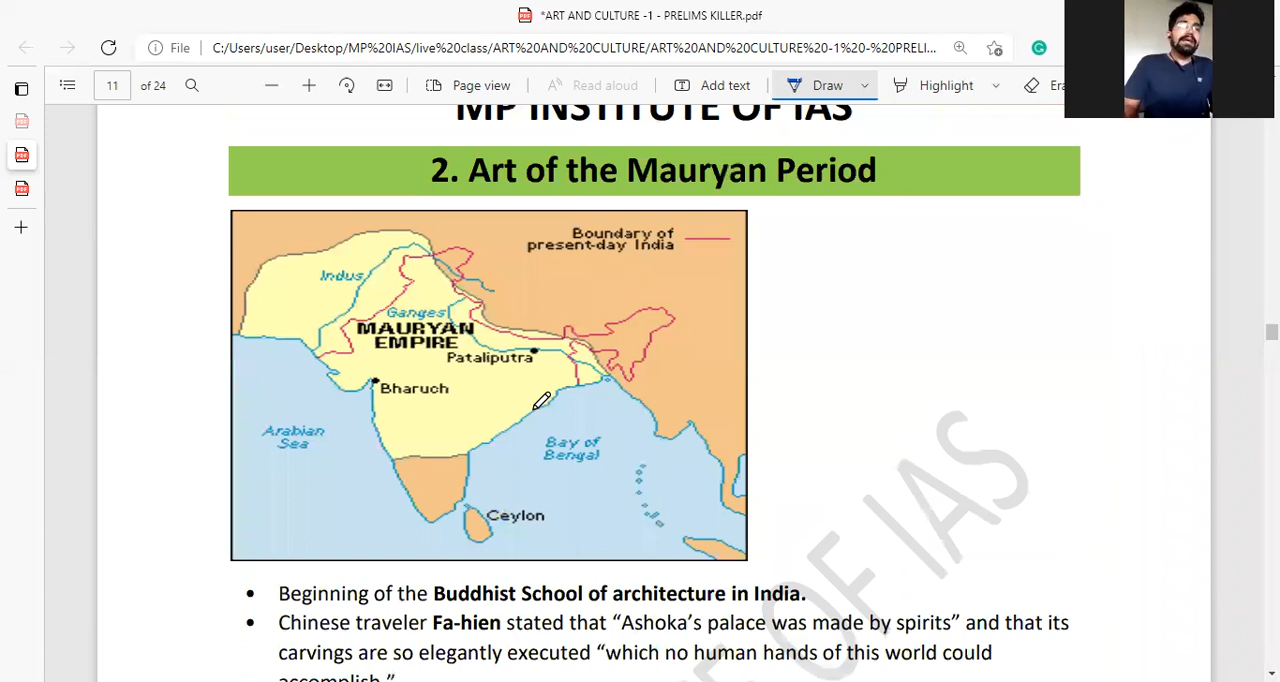 *ART AND CULTURE -1 - PRELIMS KILLER.pdf
File C:/Users/user/Desktop/MP%20IAS/live%20class/ART%20AND%20CULTURE/ART%20AND%20CULTURE%20-1%20-%20PRELI...
11 of 24 Page view Read aloud Add text Draw Highlight Era
MP INSTITUTE OF IAS
2. Art of the Mauryan Period
Boundary of
present-day India
Indus
Ganges
MAURYAN
EMPIRE
Pataliputra
Bharuch
Arabian
Sea
Bay of
Bengal
Ceylon
E OF IAS
• Beginning of the Buddhist School of architecture in India.
• Chinese traveler Fa-hien stated that “Ashoka’s palace was made by spirits” and that its
carvings are so elegantly executed “which no human hands of this world could
accomplish.”